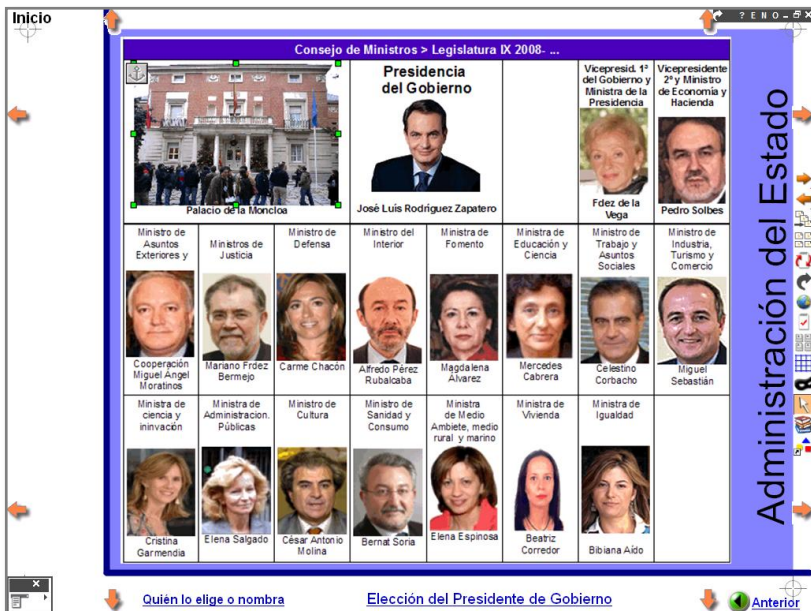 Inicio
? E N O
Consejo de Ministros > Legislatura IX 2008- ...
Palacio de la Moncloa
Presidencia
del Gobierno
José Luis Rodríguez Zapatero
Vicepresid. 1ª
del Gobierno y
Ministra de la
Presidencia
Fdez de la
Vega
Vicepresidente
2º y Ministro
de Economía y
Hacienda
Pedro Solbes
Administración del Estado
Ministro de
Asuntos
Exteriores y
Cooperación
Miguel Ángel
Moratinos
Ministros de
Justicia
Mariano Frdez
Bermejo
Ministro de
Defensa
Carme Chacón
Ministro del
Interior
Alfredo Pérez
Rubalcaba
Ministra de
Fomento
Magdalena
Álvarez
Ministra de
Educación y
Ciencia
Mercedes
Cabrera
Ministro de
Trabajo y
Asuntos
Sociales
Celestino
Corbacho
Ministro de
Industria,
Turismo y
Comercio
Miguel
Sebastián
Ministra de
ciencia y
ininvación
Cristina
Garmendia
Ministra de
Administracion.
Públicas
Elena Salgado
Ministro de
Cultura
César Antonio
Molina
Ministro de
Sanidad y
Consumo
Bernat Soria
Ministra
de Medio
Ambiete, medio
rural y marino
Elena Espinosa
Ministra de
Vivienda
Beatriz
Corredor
Ministra de
Igualdad
Bibiana Aído
Quién lo elige o nombra
Elección del Presidente de Gobierno
Anterior